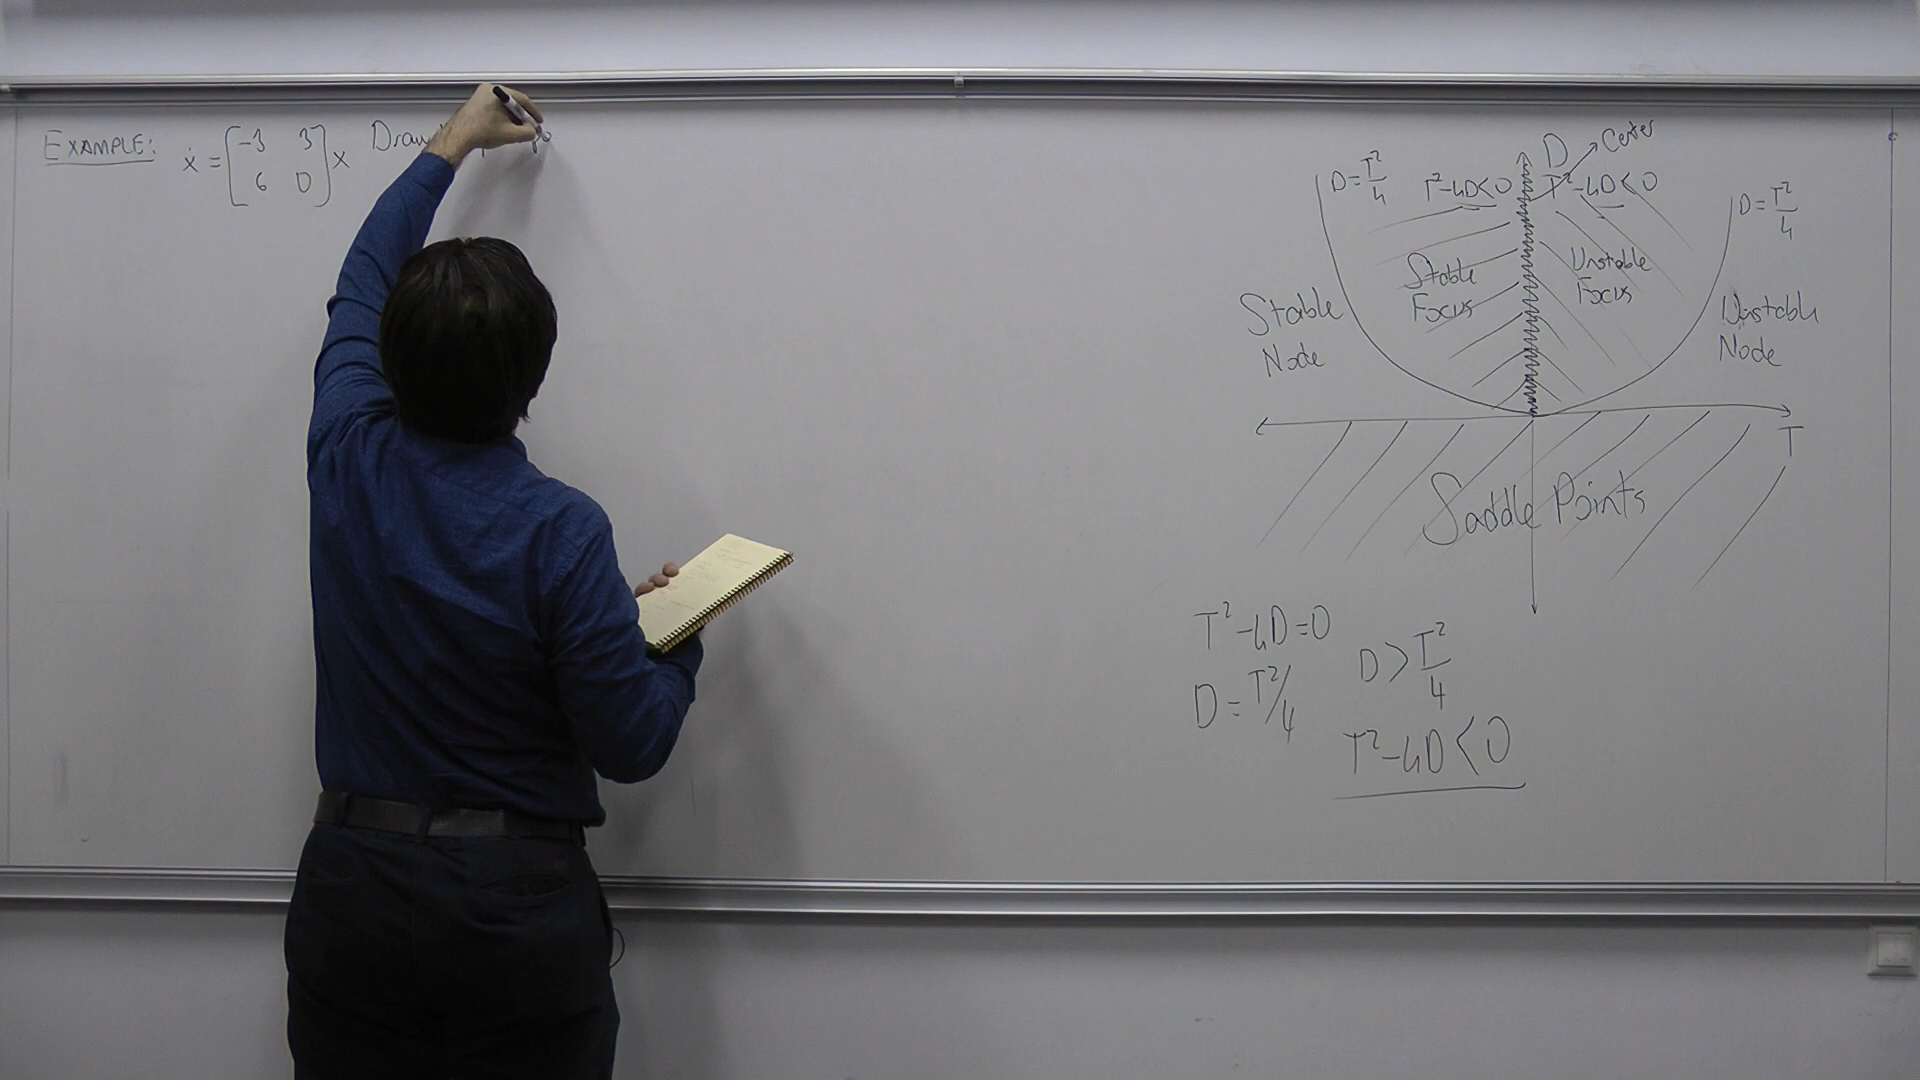 EXAMPLE: ẋ = [-3 3; 6 0] x Draw
D
Center
D = T²/4
T² - 4D < 0
T² - 4D < 0
D = T²/4
Stable Focus
Unstable Focus
Stable Node
Unstable Node
T
Saddle Points
T² - 4D = 0
D = T²/4
D > T²/4
T² - 4D < 0